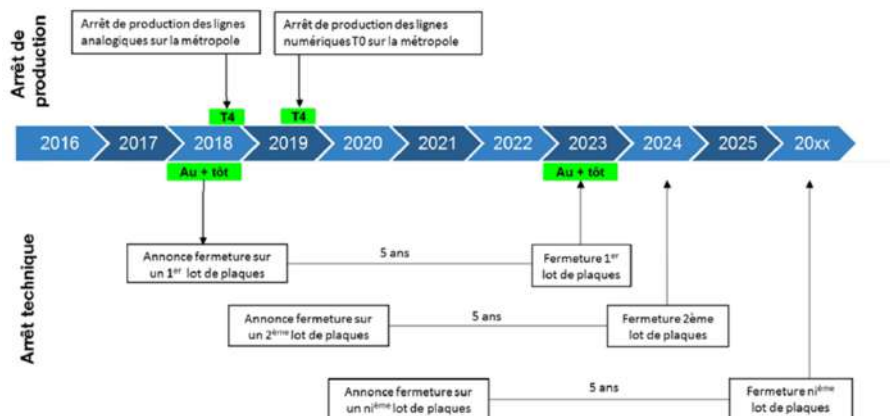 Arrêt de production
Arrêt de production des lignes
analogiques sur la métropole
Arrêt de production des lignes
numériques T0 sur la métropole
T4
T4
2016
2017
2018
2019
2020
2021
2022
2023
2024
2025
20xx
Au + tôt
Au + tôt
Arrêt technique
Annonce fermeture sur
un 1er lot de plaques
5 ans
Fermeture 1er
lot de plaques
Annonce fermeture sur
un 2ème lot de plaques
5 ans
Fermeture 2ème
lot de plaques
Annonce fermeture sur
un nième lot de plaques
5 ans
Fermeture nième
lot de plaques